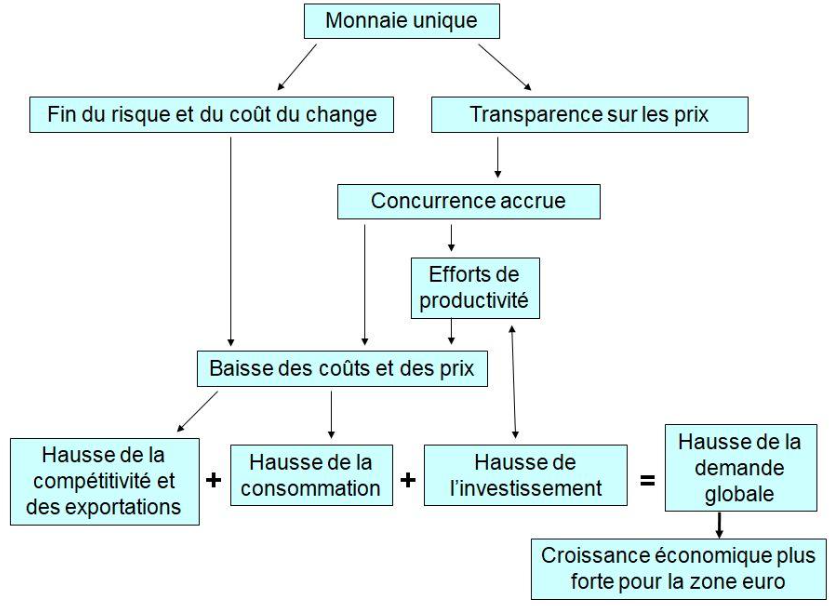 Monnaie unique
Fin du risque et du coût du change
Transparence sur les prix
Concurrence accrue
Efforts de
productivité
Baisse des coûts et des prix
Hausse de la
compétitivité et
des exportations
+
Hausse de la
consommation
+
Hausse de
l’investissement
=
Hausse de la
demande
globale
Croissance économique plus
forte pour la zone euro